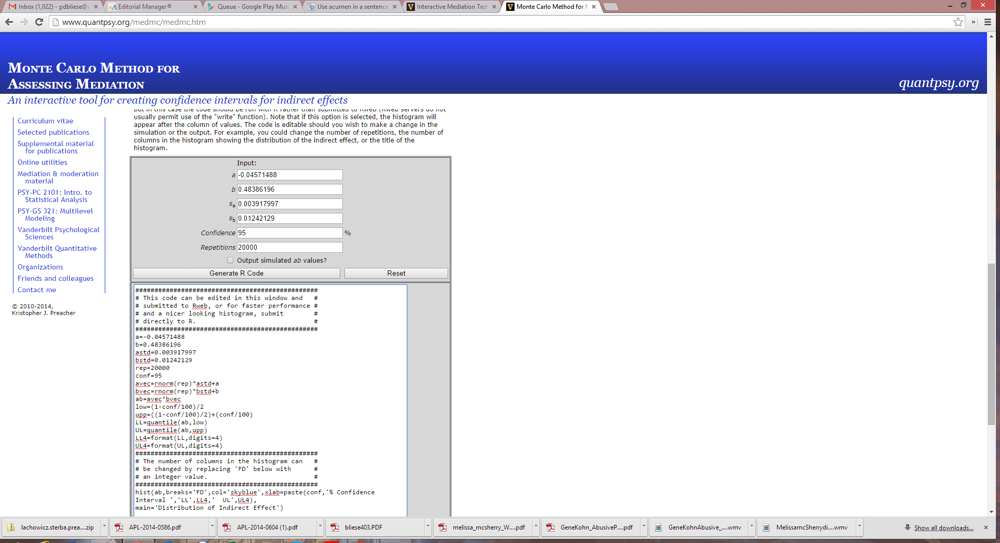 Inbox (1,022) - pdbliese@g
Editorial Manager®
Queue - Google Play Mus
Use acumen in a sentence
Interactive Mediation Test
Monte Carlo Method for M
www.quantpsy.org/medmc/medmc.htm
Monte Carlo Method for
Assessing Mediation
quantpsy.org
An interactive tool for creating confidence intervals for indirect effects
Curriculum vitae
Selected publications
Supplemental material
for publications
Online utilities
Mediation & moderation
material
PSY-PC 2101: Intro. to
Statistical Analysis
PSY-GS 321: Multilevel
Modeling
Vanderbilt Psychological
Sciences
Vanderbilt Quantitative
Methods
Organizations
Friends and colleagues
Contact me
© 2010-2014,
Kristopher J. Preacher
but in this case the code should be run with R rather than submitted to Rweb (Rweb servers do not
usually permit use of the "write" function). Note that if this option is selected, the histogram will
appear after the column of values. The code is editable should you wish to make a change in the
simulation or the output. For example, you could change the number of repetitions, the number of
columns in the histogram showing the distribution of the indirect effect, or the title of the
histogram.
Input:
a -0.04571488
b 0.48386196
sa 0.003917997
sb 0.01242129
Confidence 95 %
Repetitions 20000
Output simulated ab values?
Generate R Code
Reset
################################################
# This code can be edited in this window and   #
# submitted to Rweb, or for faster performance #
# and a nicer looking histogram, submit        #
# directly to R.                               #
################################################
a=-0.04571488
b=0.48386196
astd=0.003917997
bstd=0.01242129
rep=20000
conf=95
avec=rnorm(rep)*astd+a
bvec=rnorm(rep)*bstd+b
ab=avec*bvec
low=(1-conf/100)/2
upp=((1-conf/100)/2)+(conf/100)
LL=quantile(ab,low)
UL=quantile(ab,upp)
LL4=format(LL,digits=4)
UL4=format(UL,digits=4)
################################################
# The number of columns in the histogram can   #
# be changed by replacing 'FD' below with      #
# an integer value.                            #
################################################
hist(ab,breaks='FD',col='skyblue',xlab=paste(conf,'% Confidence
Interval ','LL',LL4,'  UL',UL4),
main='Distribution of Indirect Effect')
lachowicz.sterba.prea....zip
APL-2014-0586.pdf
APL-2014-0604 (1).pdf
bliese403.PDF
melissa_mcsherry_W....pdf
GeneKohn_AbusiveP....pdf
GeneKohnAbusive_....wmv
MelissamcSherrydi....wmv
Show all downloads...